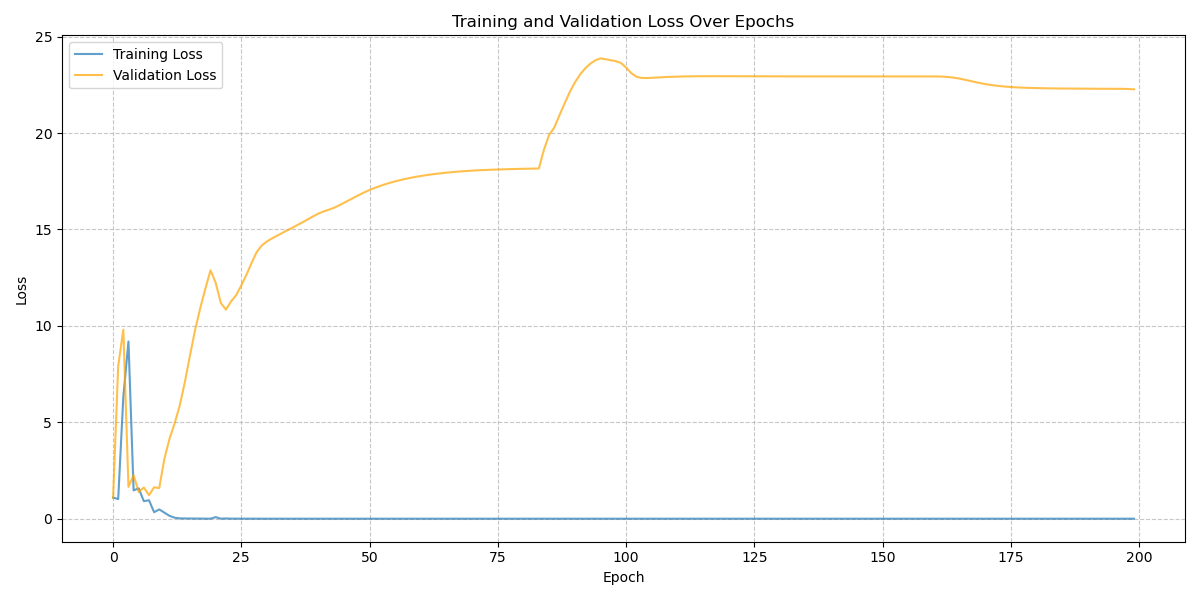 Training and Validation Loss Over Epochs
Training Loss
Validation Loss
25
20
15
10
5
0
Loss
0 25 50 75 100 125 150 175 200
Epoch